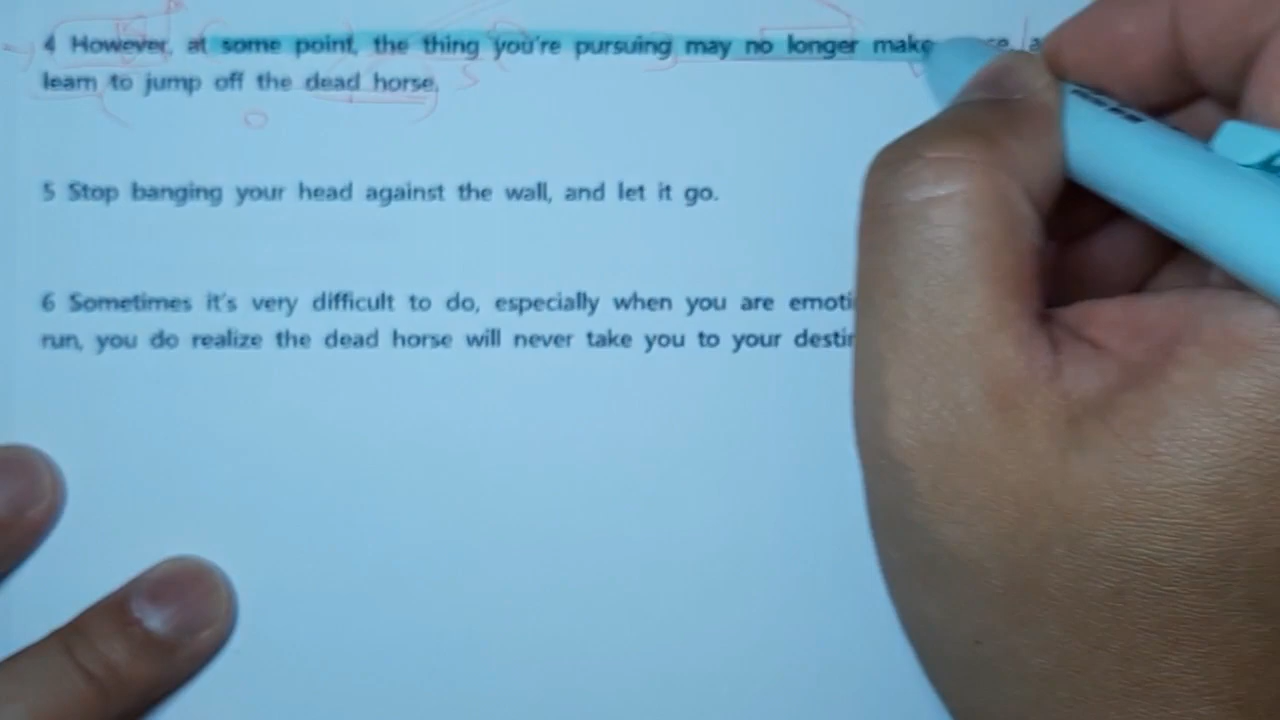 4 However, at some point, the thing you're pursuing may no longer make
learn to jump off the dead horse.
5 Stop banging your head against the wall, and let it go.
6 Sometimes it's very difficult to do, especially when you are
run, you do realize the dead horse will never take you to your